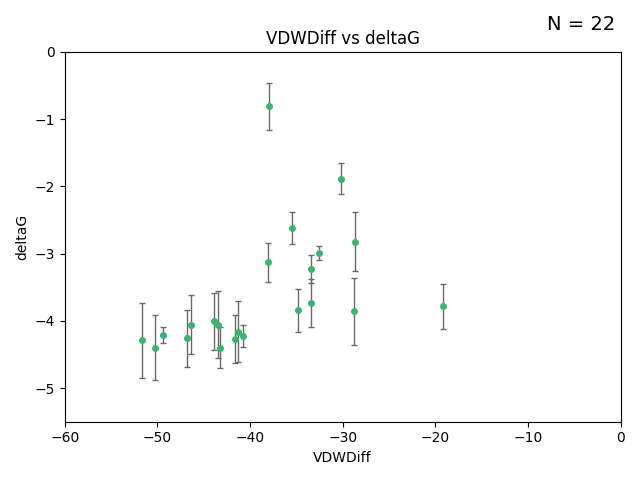 N = 22
VDWDiff vs deltaG
0
−1
−2
−3
−4
−5
deltaG
−60 −50 −40 −30 −20 −10 0
VDWDiff